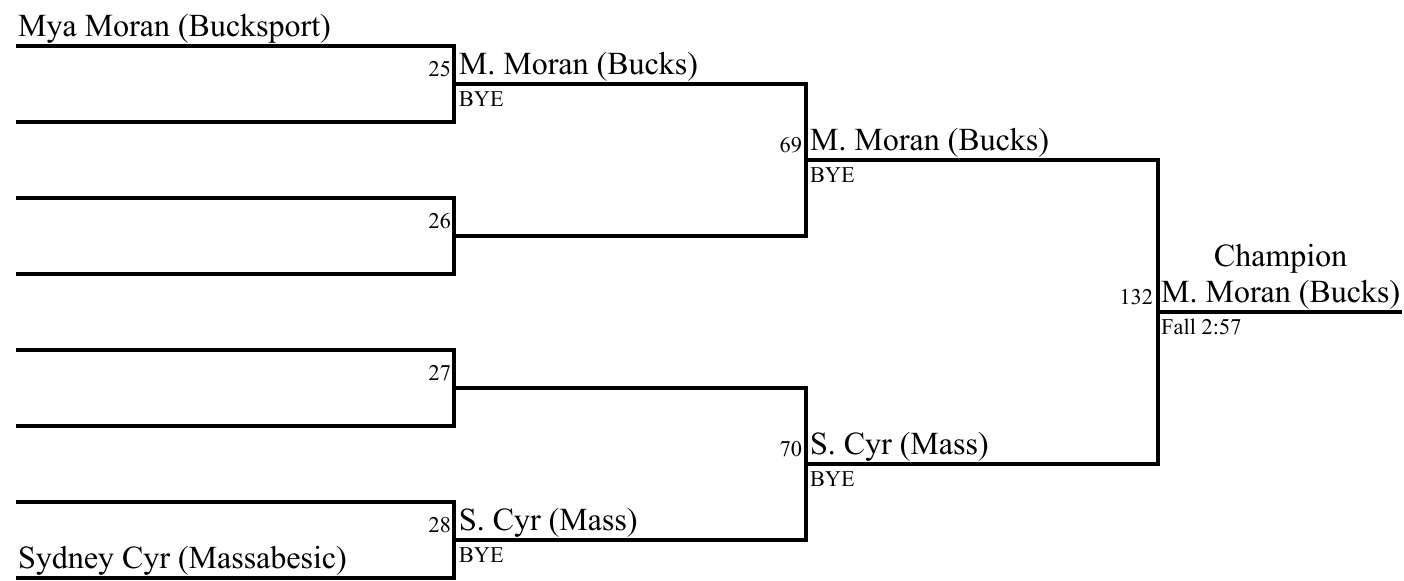 Mya Moran (Bucksport)
25 M. Moran (Bucks)
BYE
69 M. Moran (Bucks)
BYE
26
Champion
132 M. Moran (Bucks)
Fall 2:57
27
70 S. Cyr (Mass)
BYE
28 S. Cyr (Mass)
BYE
Sydney Cyr (Massabesic)